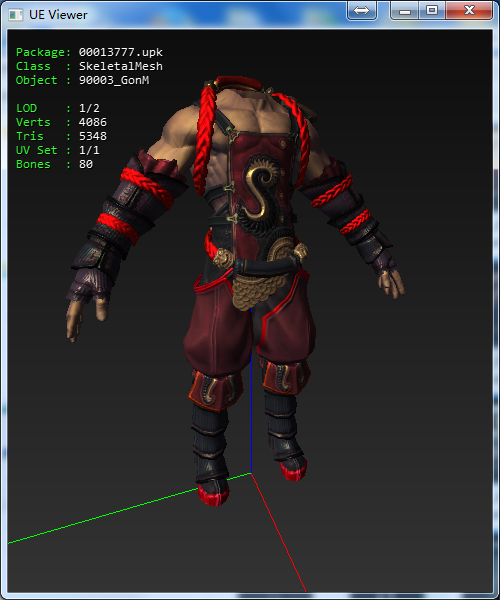 UE Viewer
Package: 00013777.upk
Class  : SkeletalMesh
Object : 90003_GonM
LOD    : 1/2
Verts  : 4086
Tris   : 5348
UV Set : 1/1
Bones  : 80